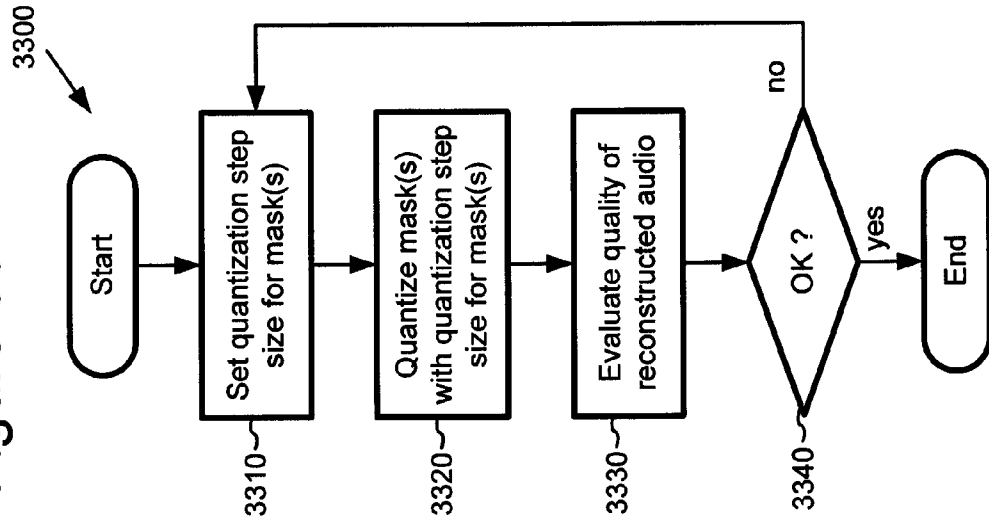 3300
Start
3310
Set quantization step
size for mask(s)
3320
Quantize mask(s)
with quantization step
size for mask(s)
3330
Evaluate quality of
reconstructed audio
3340
OK ?
no
yes
End